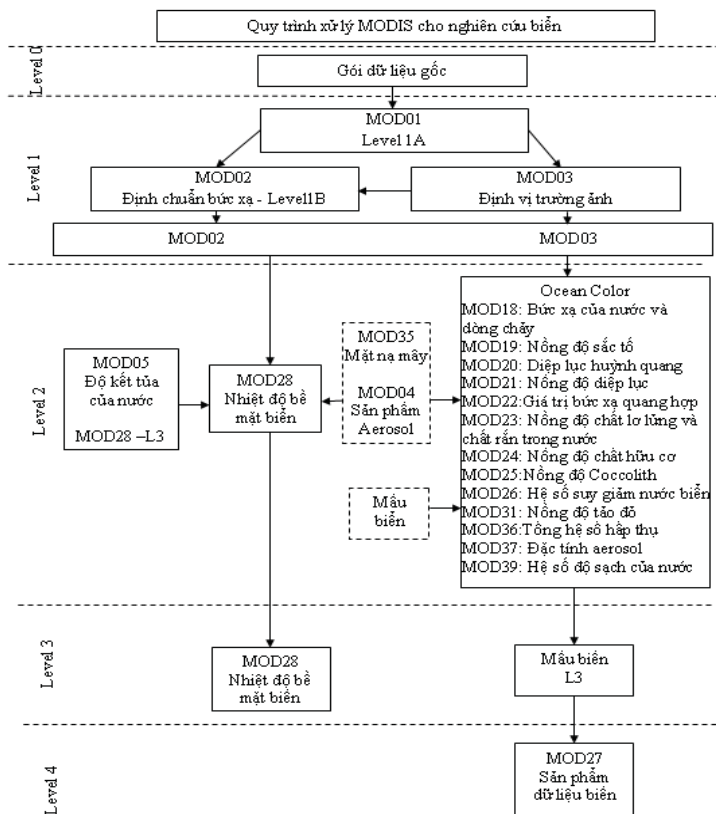 Quy trình xử lý MODIS cho nghiên cứu biển
Level 0
Gói dữ liệu gốc
Level 1
MOD01
Level 1A
MOD02
Định chuẩn bức xạ - Level1B
MOD03
Định vị trường ảnh
MOD02
MOD03
Level 2
MOD05
Độ kết tủa
của nước
MOD28 –L3
MOD28
Nhiệt độ bề
mặt biển
MOD35
Mặt nạ mây
MOD04
Sản phẩm
Aerosol
Mầu
biển
Ocean Color
MOD18: Bức xạ của nước và
dòng chảy
MOD19: Nồng độ sắc tố
MOD20: Diệp lục huỳnh quang
MOD21: Nồng độ diệp lục
MOD22:Giá trị bức xạ quang hợp
MOD23: Nồng độ chất lơ lửng và
chất rắn trong nước
MOD24: Nồng độ chất hữu cơ
MOD25:Nồng độ Coccolith
MOD26: Hệ số suy giảm nước biển
MOD31: Nồng độ tảo đỏ
MOD36:Tổng hệ số hấp thụ
MOD37: Đặc tính aerosol
MOD39: Hệ số độ sạch của nước
Level 3
MOD28
Nhiệt độ bề
mặt biển
Mầu biển
L3
Level 4
MOD27
Sản phẩm
dữ liệu biển